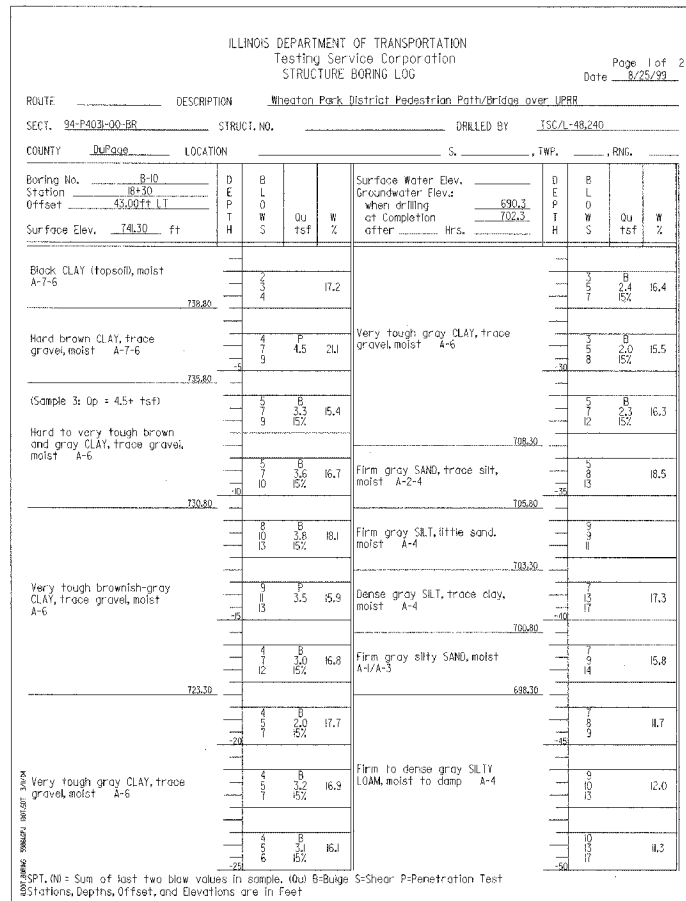 ILLINOIS DEPARTMENT OF TRANSPORTATION
Testing Service Corporation
STRUCTURE BORING LOG
Page 1 of 2
Date 8/25/99
ROUTE DESCRIPTION Wheaton Park District Pedestrian Path/Bridge over UPRR
SECT. 94-P4031-00-BR STRUCT. NO. DRILLED BY TSC/L-48,240
COUNTY DuPage LOCATION S. , TWP. , RNG.
Boring No. B-10
Station 18+30
Offset 43.00ft LT
Surface Elev. 741.30 ft
DEPTH BLOWS Qu tsf W %
Surface Water Elev.
Groundwater Elev.:
when drilling 690.3
at Completion 702.3
after Hrs.
DEPTH BLOWS Qu tsf W %
Black CLAY (topsoil), moist
A-7-6
2 3 4 17.2
738.80
Hard brown CLAY, trace
gravel, moist A-7-6
4 7 9 P 4.5 21.1
-5
735.80
(Sample 3: Qp = 4.5+ tsf)
Hard to very tough brown
and gray CLAY, trace gravel,
moist A-6
5 7 9 B 3.3 15% 15.4
5 7 10 B 3.6 15% 16.7
-10
730.80
8 10 13 B 3.8 15% 18.1
Very tough brownish-gray
CLAY, trace gravel, moist
A-6
9 11 13 P 3.5 15.9
-15
4 7 12 B 3.0 15% 16.8
723.30
4 5 7 B 2.0 15% 17.7
-20
Very tough gray CLAY, trace
gravel, moist A-6
4 5 7 B 3.2 15% 16.9
4 5 6 B 3.1 15% 16.1
-25
3 5 7 B 2.4 15% 16.4
Very tough gray CLAY, trace
gravel, moist A-6
3 5 8 B 2.0 15% 15.5
-30
5 7 12 B 2.3 15% 16.3
708.30
Firm gray SAND, trace silt,
moist A-2-4
5 8 13 18.5
-35
705.80
Firm gray SILT, little sand.
moist A-4
9 9 11
703.30
Dense gray SILT, trace clay,
moist A-4
7 13 17 17.3
-40
700.80
Firm gray silty SAND, moist
A-1/A-3
7 9 14 15.8
698.30
7 8 9 11.7
-45
Firm to dense gray SILTY
LOAM, moist to damp A-4
9 10 13 12.0
10 13 17 11.3
-50
SPT. (N) = Sum of last two blow values in sample. (Qu) B=Bulge S=Shear P=Penetration Test
Stations, Depths, Offset, and Elevations are in Feet